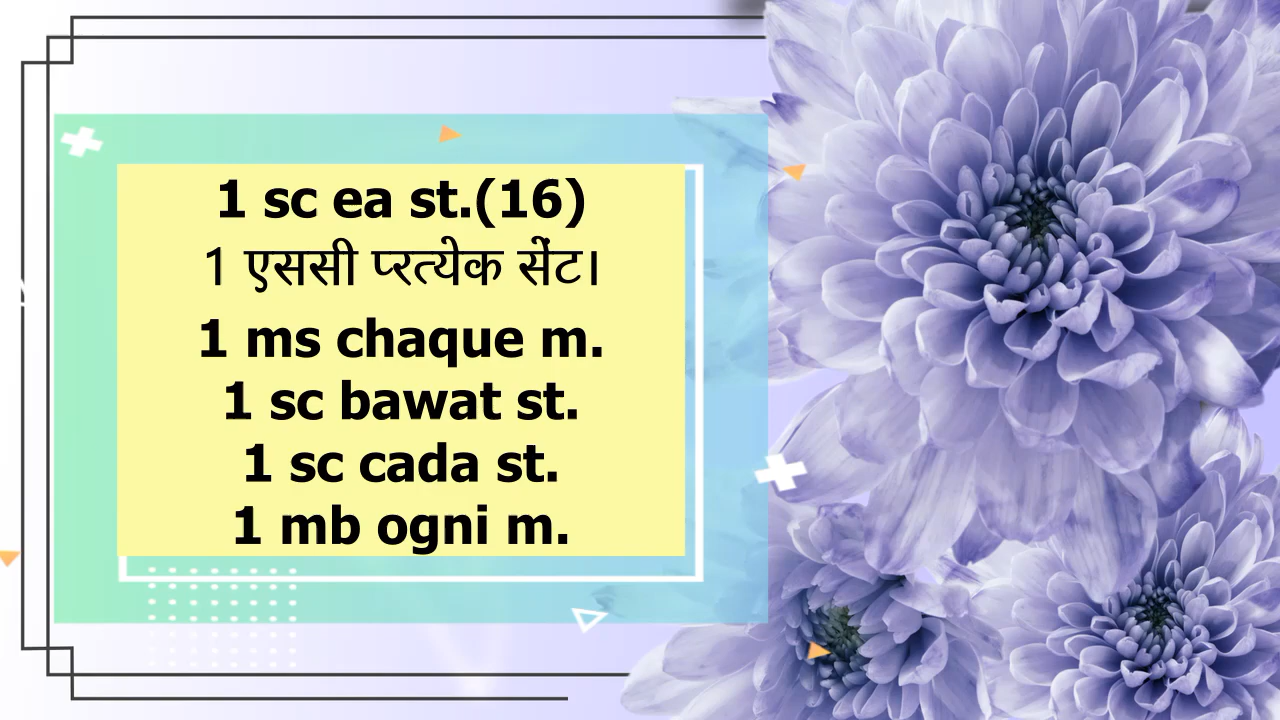 1 sc ea st.(16)
1 एससी प्रत्येक सेंट।
1 ms chaque m.
1 sc bawat st.
1 sc cada st.
1 mb ogni m.